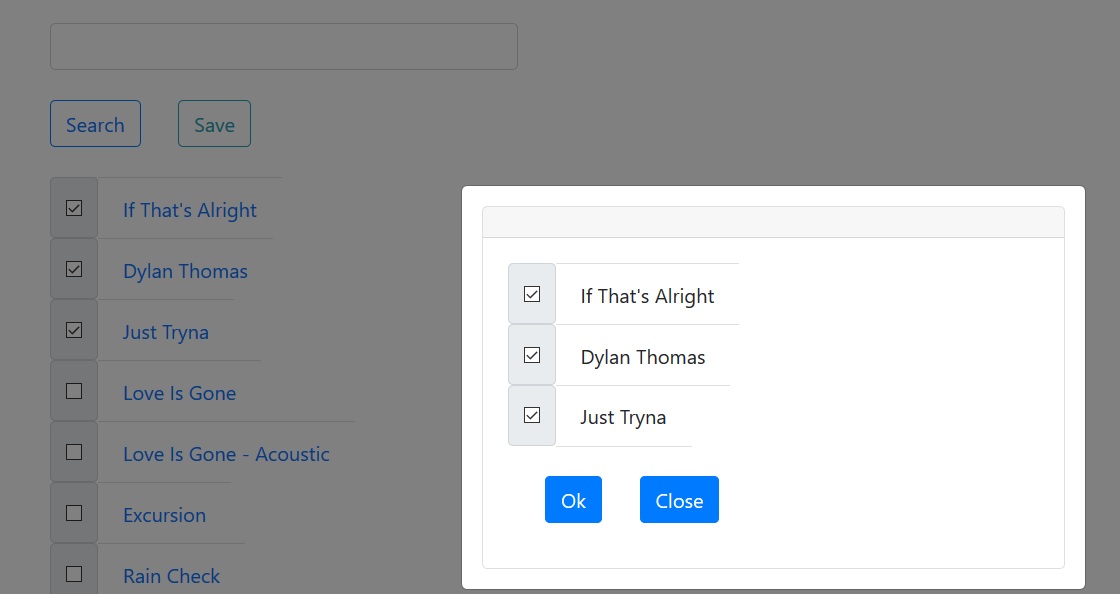 Search
Save
If That's Alright
Dylan Thomas
Just Tryna
Love Is Gone
Love Is Gone - Acoustic
Excursion
Rain Check
If That's Alright
Dylan Thomas
Just Tryna
Ok
Close